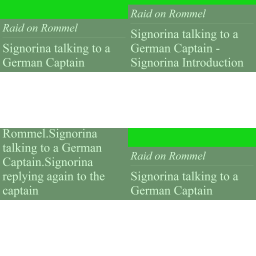 Raid on Rommel
Signorina talking to a
German Captain
Raid on Rommel
Signorina talking to a
German Captain -
Signorina Introduction
Rommel.Signorina
talking to a German
Captain.Signorina
replying again to the
captain
Raid on Rommel
Signorina talking to a
German Captain